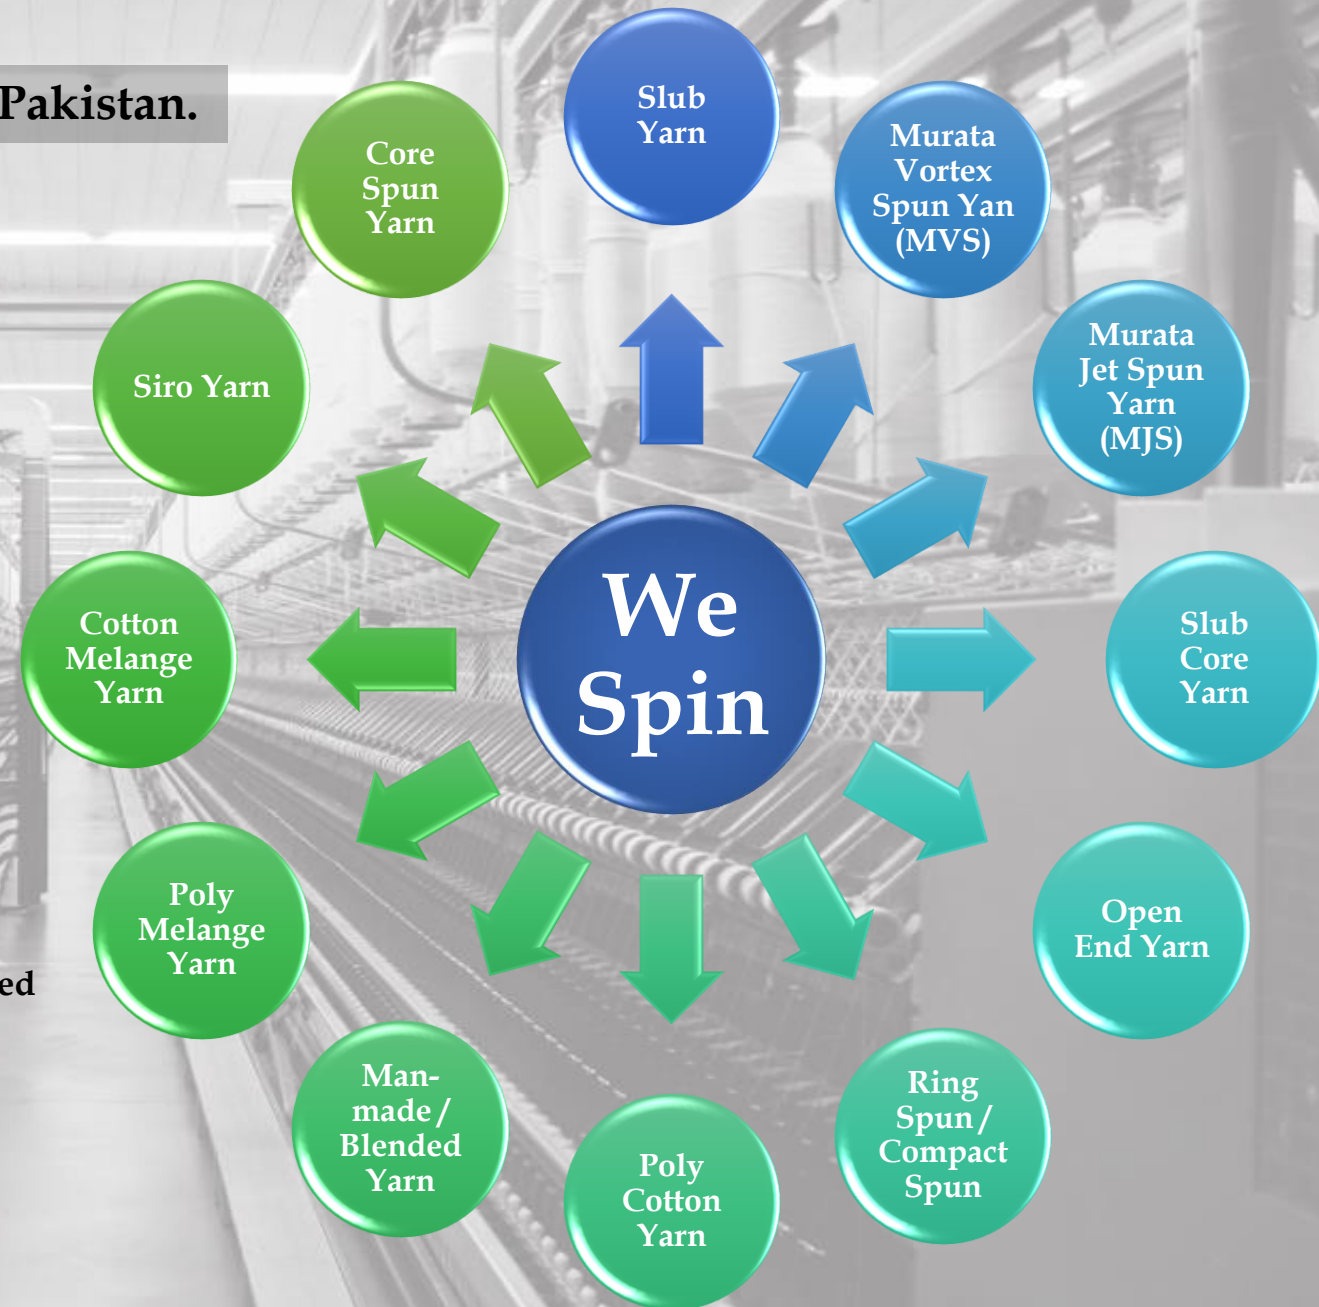 Pakistan.
Slub
Yarn
Murata
Vortex
Spun Yan
(MVS)
Murata
Jet Spun
Yarn
(MJS)
Slub
Core
Yarn
Open
End Yarn
Ring
Spun/
Compact
Spun
Poly
Cotton
Yarn
Man-
made/
Blended
Yarn
Poly
Melange
Yarn
Cotton
Melange
Yarn
Siro Yarn
Core
Spun
Yarn
We
Spin
ed